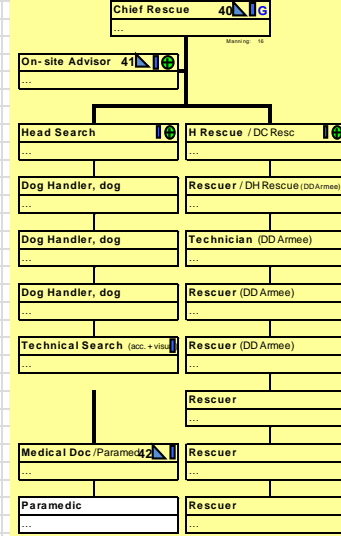 Chief Rescue 40 G
...
Manning: 16
On-site Advisor 41
...
Head Search
...
H Rescue / DC Resc
...
Dog Handler, dog
...
Rescuer / DH Rescue (DD Armee)
...
Dog Handler, dog
...
Technician (DD Armee)
...
Dog Handler, dog
...
Rescuer (DD Armee)
...
Technical Search (acc. + visu
...
Rescuer (DD Armee)
...
Rescuer
...
Medical Doc /Paramed 42
...
Rescuer
...
Paramedic
...
Rescuer
...